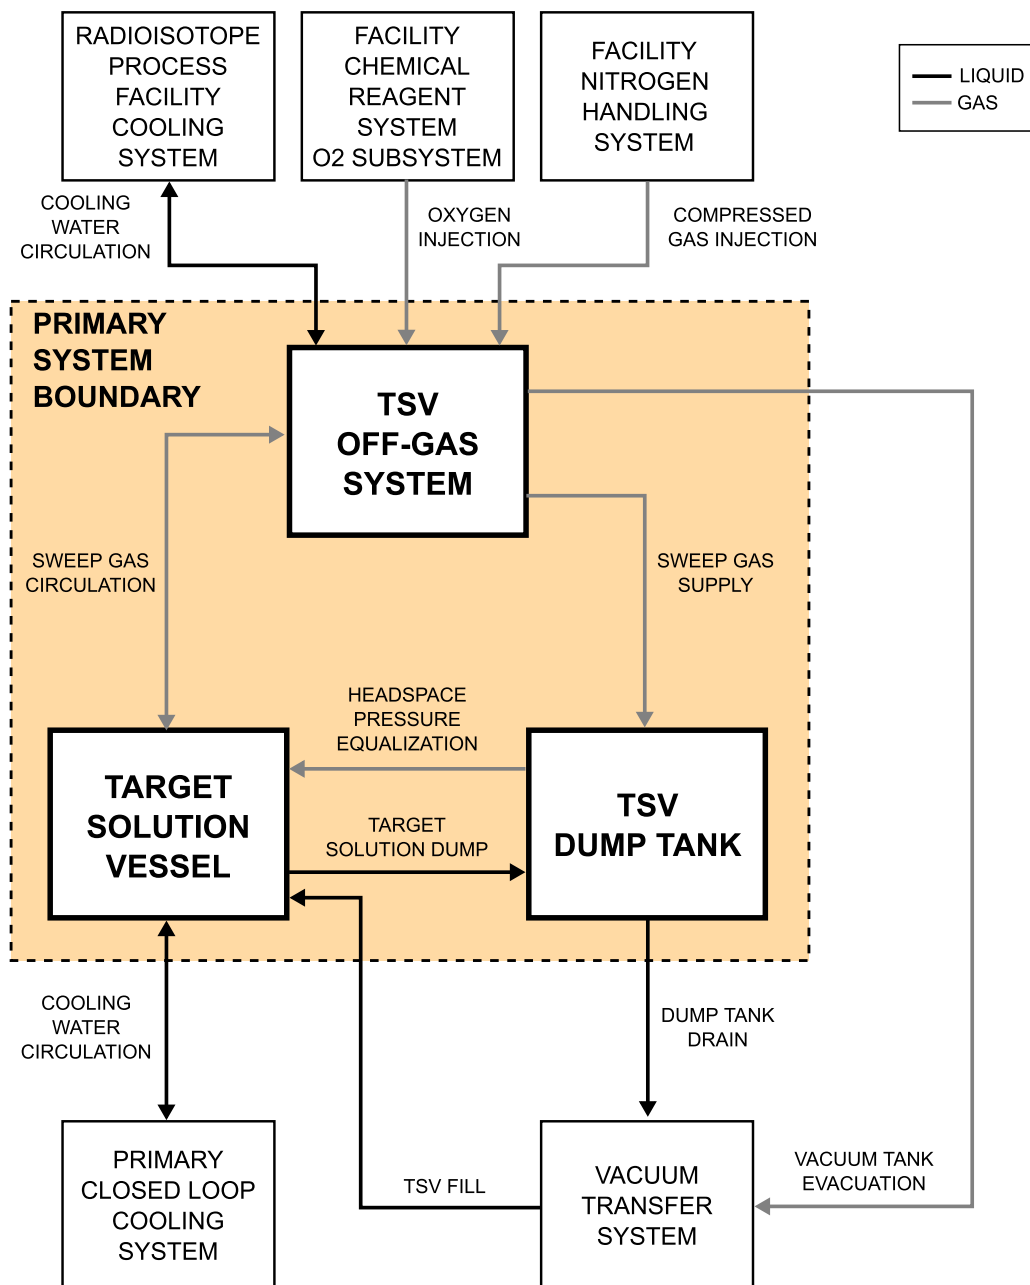 RADIOISOTOPE
PROCESS
FACILITY
COOLING
SYSTEM
FACILITY
CHEMICAL
REAGENT
SYSTEM
O2 SUBSYSTEM
FACILITY
NITROGEN
HANDLING
SYSTEM
LIQUID
GAS
COOLING
WATER
CIRCULATION
OXYGEN
INJECTION
COMPRESSED
GAS INJECTION
PRIMARY
SYSTEM
BOUNDARY
TSV
OFF-GAS
SYSTEM
SWEEP GAS
CIRCULATION
SWEEP GAS
SUPPLY
HEADSPACE
PRESSURE
EQUALIZATION
TARGET
SOLUTION
VESSEL
TARGET
SOLUTION DUMP
TSV
DUMP TANK
COOLING
WATER
CIRCULATION
DUMP TANK
DRAIN
PRIMARY
CLOSED LOOP
COOLING
SYSTEM
TSV FILL
VACUUM
TRANSFER
SYSTEM
VACUUM TANK
EVACUATION